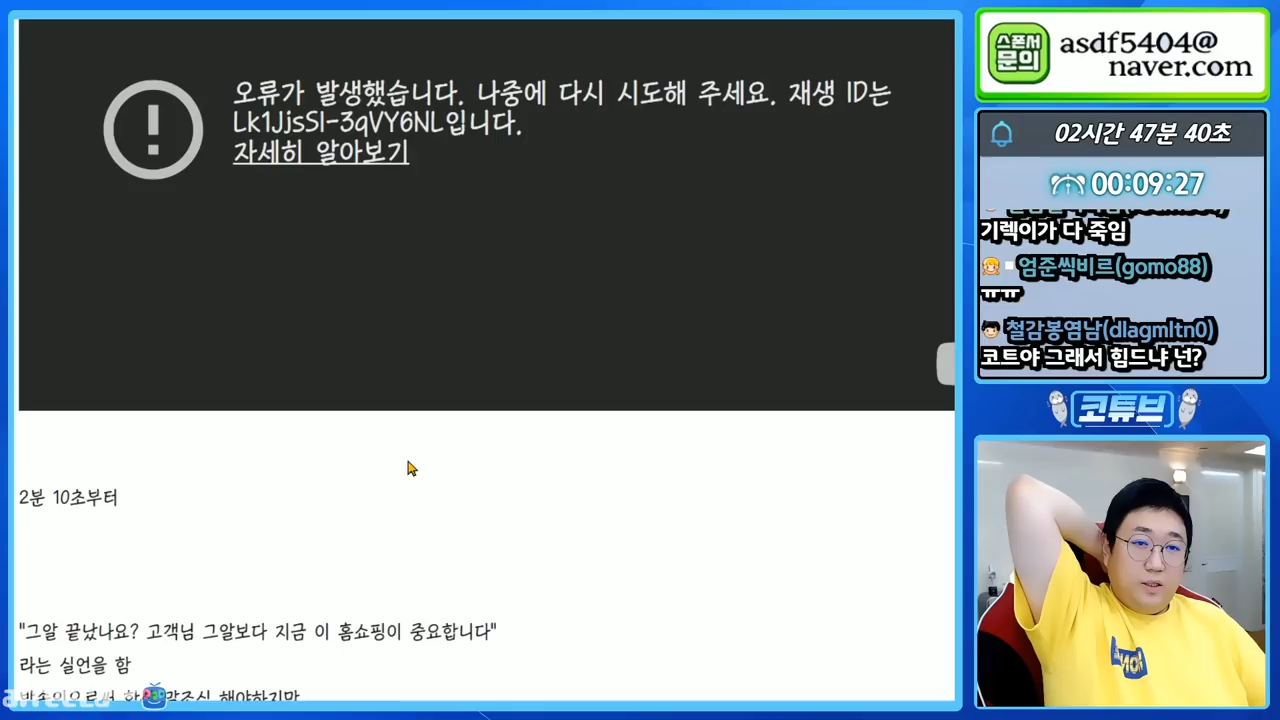 오류가 발생했습니다. 나중에 다시 시도해 주세요. 재생 ID는
Lk1JjsSI-3qVY6NL입니다.
자세히 알아보기
2분 10초부터
"그알 끝났나요? 고객님 그알보다 지금 이 홈쇼핑이 중요합니다"
라는 실언을 함
해야하지만
스폰서
문의
asdf5404@
naver.com
02시간 47분 40초
00:09:27
기렉이가 다 죽임
엄준씩비르(gomo88)
ㅠㅠ
철감봉염남(dlagmltn0)
코트야 그래서 힘드냐 넌?
코튜브